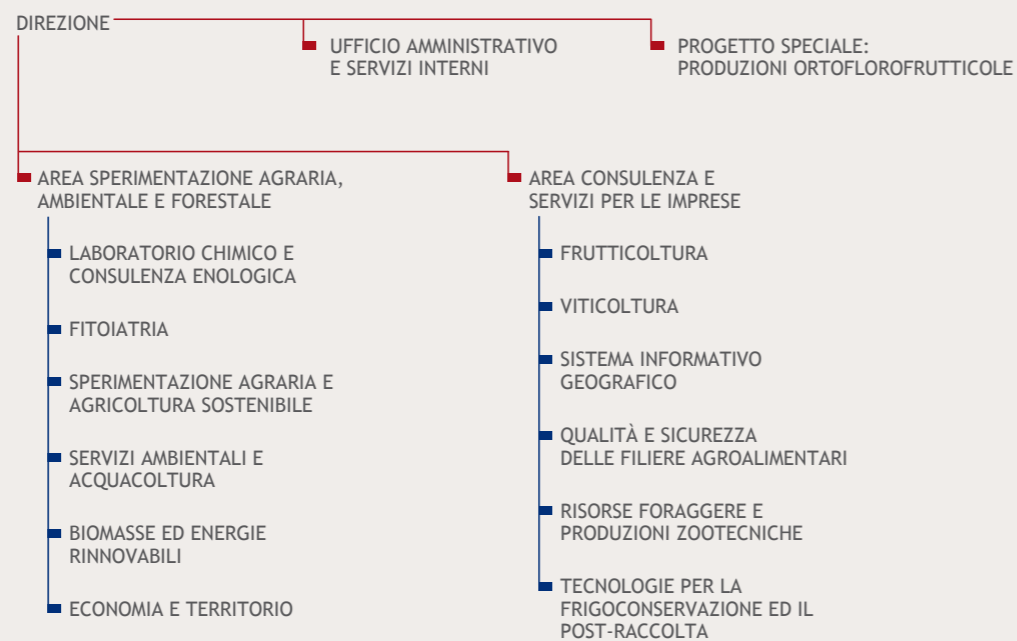 DIREZIONE
UFFICIO AMMINISTRATIVO
E SERVIZI INTERNI
PROGETTO SPECIALE:
PRODUZIONI ORTOFLOROFRUTTICOLE
AREA SPERIMENTAZIONE AGRARIA,
AMBIENTALE E FORESTALE
LABORATORIO CHIMICO E
CONSULENZA ENOLOGICA
FITOIATRIA
SPERIMENTAZIONE AGRARIA E
AGRICOLTURA SOSTENIBILE
SERVIZI AMBIENTALI E
ACQUACOLTURA
BIOMASSE ED ENERGIE
RINNOVABILI
ECONOMIA E TERRITORIO
AREA CONSULENZA E
SERVIZI PER LE IMPRESE
FRUTTICOLTURA
VITICOLTURA
SISTEMA INFORMATIVO
GEOGRAFICO
QUALITÀ E SICUREZZA
DELLE FILIERE AGROALIMENTARI
RISORSE FORAGGERE E
PRODUZIONI ZOOTECNICHE
TECNOLOGIE PER LA
FRIGOCONSERVAZIONE ED IL
POST-RACCOLTA